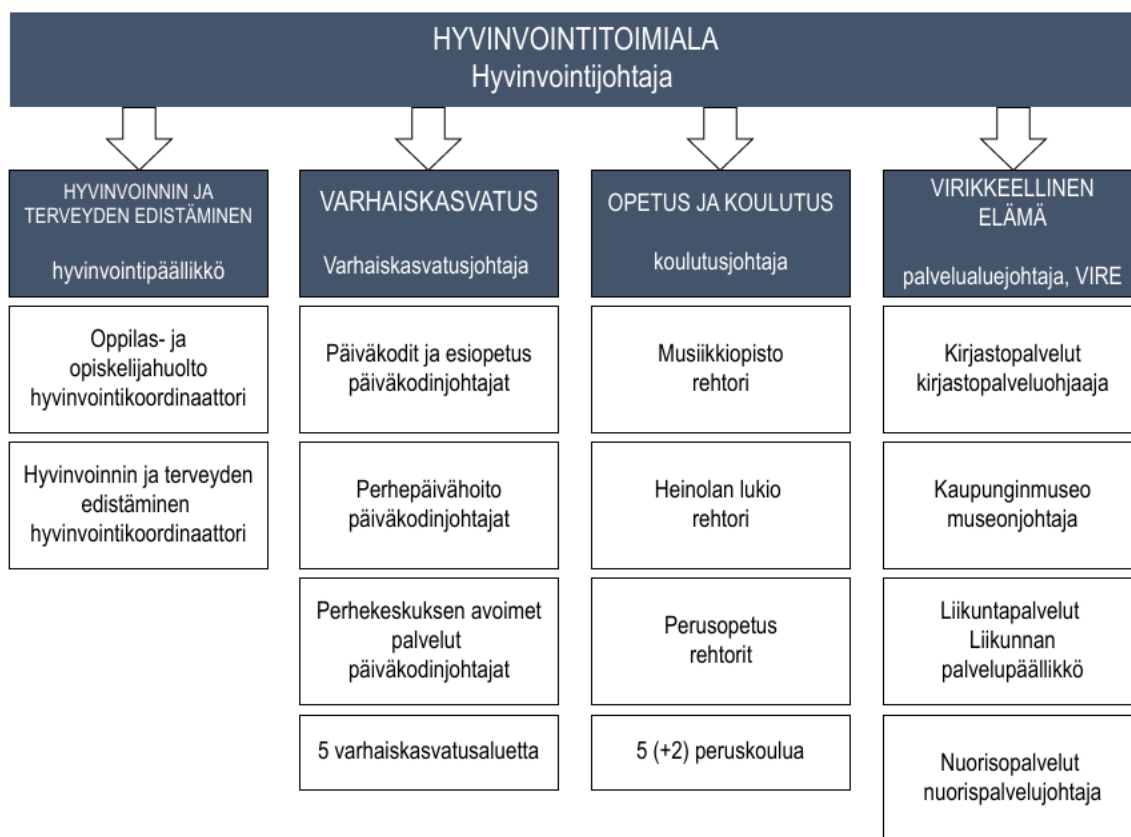 HYVINVOINTITOIMIALA
Hyvinvointijohtaja
HYVINVOINNIN JA
TERVEYDEN EDISTÄMINEN
hyvinvointipäällikkö
Oppilas- ja
opiskelijahuolto
hyvinvointikoordinaattori
Hyvinvoinnin ja terveyden
edistäminen
hyvinvointikoordinaattori
VARHAISKASVATUS
Varhaiskasvatusjohtaja
Päiväkodit ja esiopetus
päiväkodinjohtajat
Perhepäivähoito
päiväkodinjohtajat
Perhekeskuksen avoimet
palvelut
päiväkodinjohtajat
5 varhaiskasvatusaluetta
OPETUS JA KOULUTUS
koulutusjohtaja
Musiikkiopisto
rehtori
Heinolan lukio
rehtori
Perusopetus
rehtorit
5 (+2) peruskoulua
VIRIKKEELLINEN
ELÄMÄ
palvelualuejohtaja, VIRE
Kirjastopalvelut
kirjastopalveluohjaaja
Kaupunginmuseo
museonjohtaja
Liikuntapalvelut
Liikunnan
palvelupäällikkö
Nuorisopalvelut
nuorispalvelujohtaja